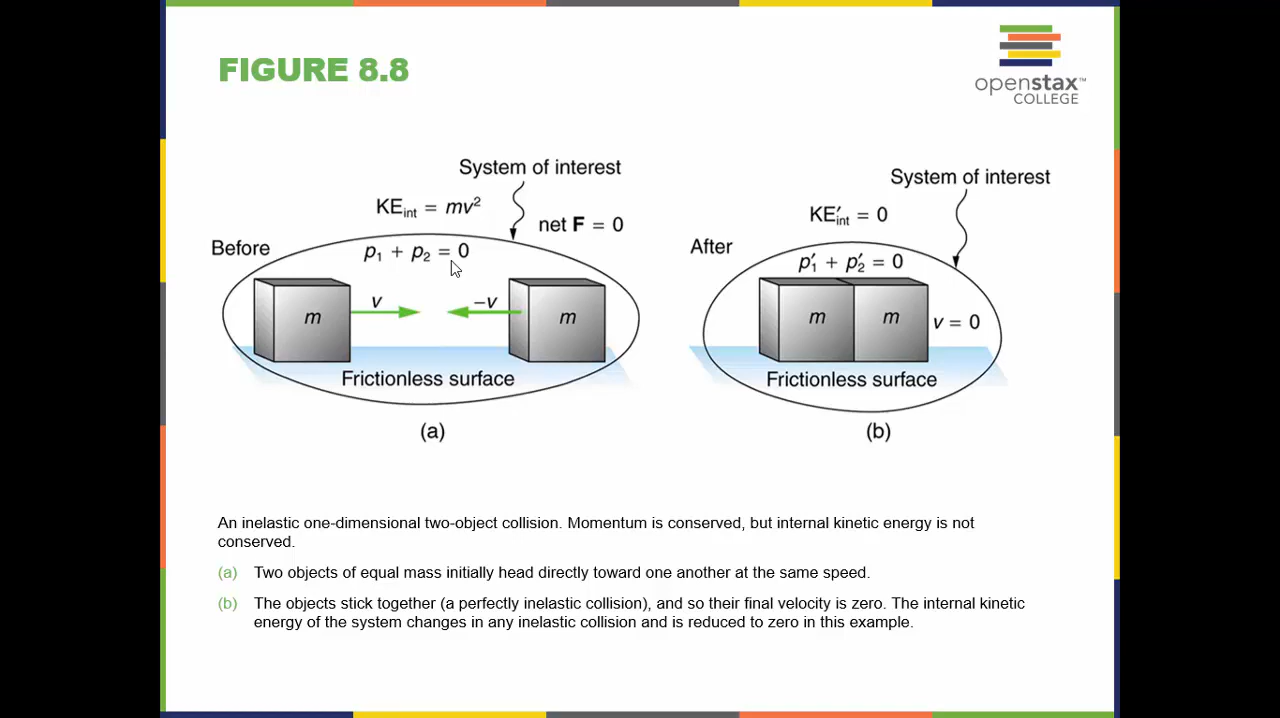 FIGURE 8.8
openstax™
COLLEGE
System of interest
KEint = mv²
net F = 0
Before
p1 + p2 = 0
m
v
−v
m
Frictionless surface
(a)
System of interest
KE′int = 0
After
p′1 + p′2 = 0
m
m
v = 0
Frictionless surface
(b)
An inelastic one-dimensional two-object collision. Momentum is conserved, but internal kinetic energy is not
conserved.
(a) Two objects of equal mass initially head directly toward one another at the same speed.
(b) The objects stick together (a perfectly inelastic collision), and so their final velocity is zero. The internal kinetic
energy of the system changes in any inelastic collision and is reduced to zero in this example.